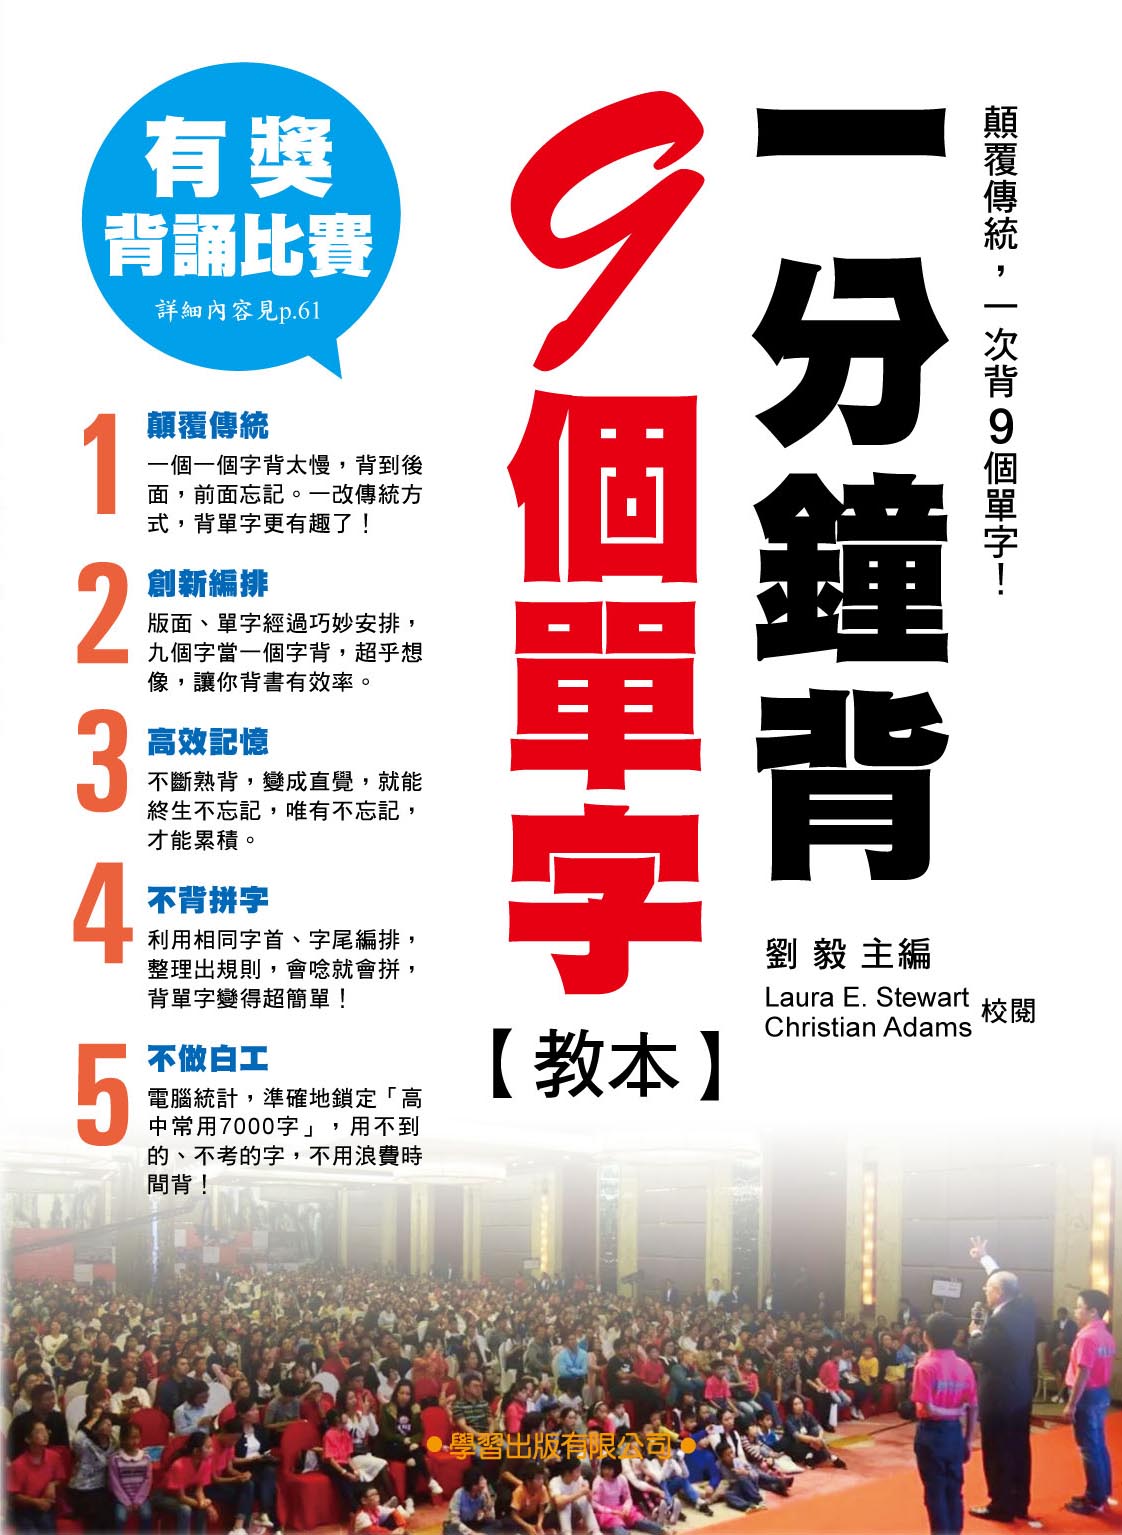 顛覆傳統，一次背9個單字！
一分鐘背
9個單字
【教本】
劉 毅 主編
Laura E. Stewart
Christian Adams
校閱
有獎
背誦比賽
詳細內容見p.61
1
顛覆傳統
一個一個字背太慢，背到後
面，前面忘記。一改傳統方
式，背單字更有趣了！
2
創新編排
版面、單字經過巧妙安排，
九個字當一個字背，超乎想
像，讓你背書有效率。
3
高效記憶
不斷熟背，變成直覺，就能
終生不忘記，唯有不忘記，
才能累積。
4
不背拼字
利用相同字首、字尾編排，
整理出規則，會唸就會拼，
背單字變得超簡單！
5
不做白工
電腦統計，準確地鎖定「高
中常用7000字」，用不到
的、不考的字，不用浪費時
間背！
●學習出版有限公司●